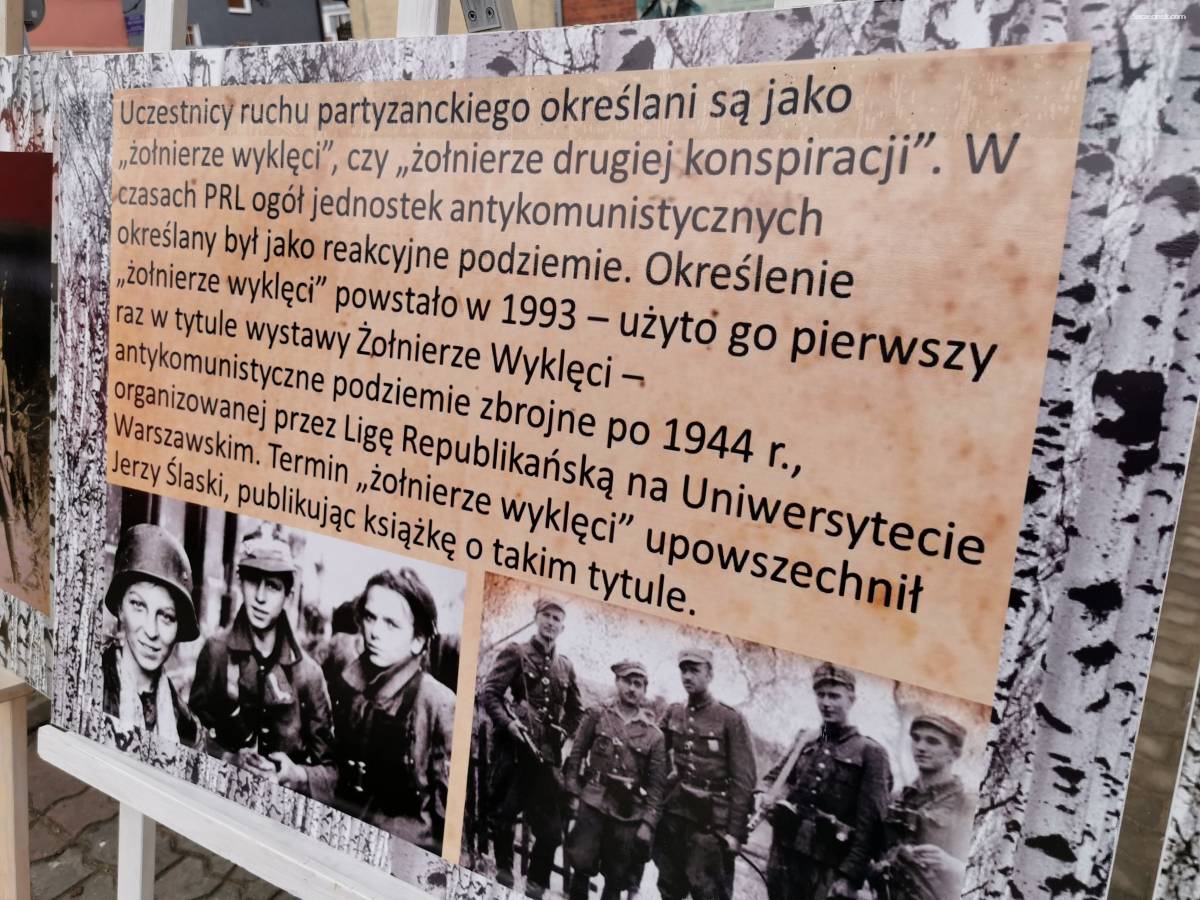 Uczestnicy ruchu partyzanckiego określani są jako
„żołnierze wyklęci”, czy „żołnierze drugiej konspiracji”. W
czasach PRL ogół jednostek antykomunistycznych
określany był jako reakcyjne podziemie. Określenie
„żołnierze wyklęci” powstało w 1993 – użyto go pierwszy
raz w tytule wystawy Żołnierze Wyklęci –
antykomunistyczne podziemie zbrojne po 1944 r.,
organizowanej przez Ligę Republikańską na Uniwersytecie
Warszawskim. Termin „żołnierze wyklęci” upowszechnił
Jerzy Ślaski, publikując książkę o takim tytule.